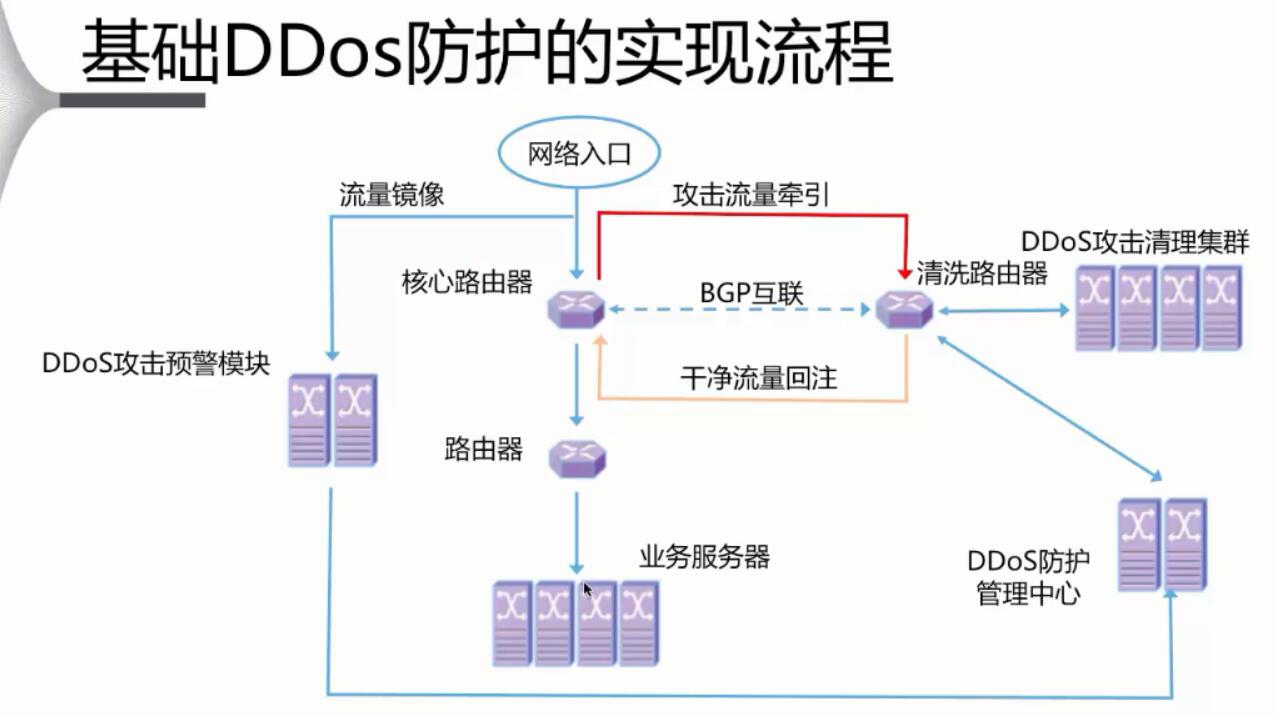 基础DDos防护的实现流程
网络入口
流量镜像
攻击流量牵引
DDoS攻击清理集群
核心路由器
清洗路由器
BGP互联
DDoS攻击预警模块
干净流量回注
路由器
业务服务器
DDoS防护
管理中心